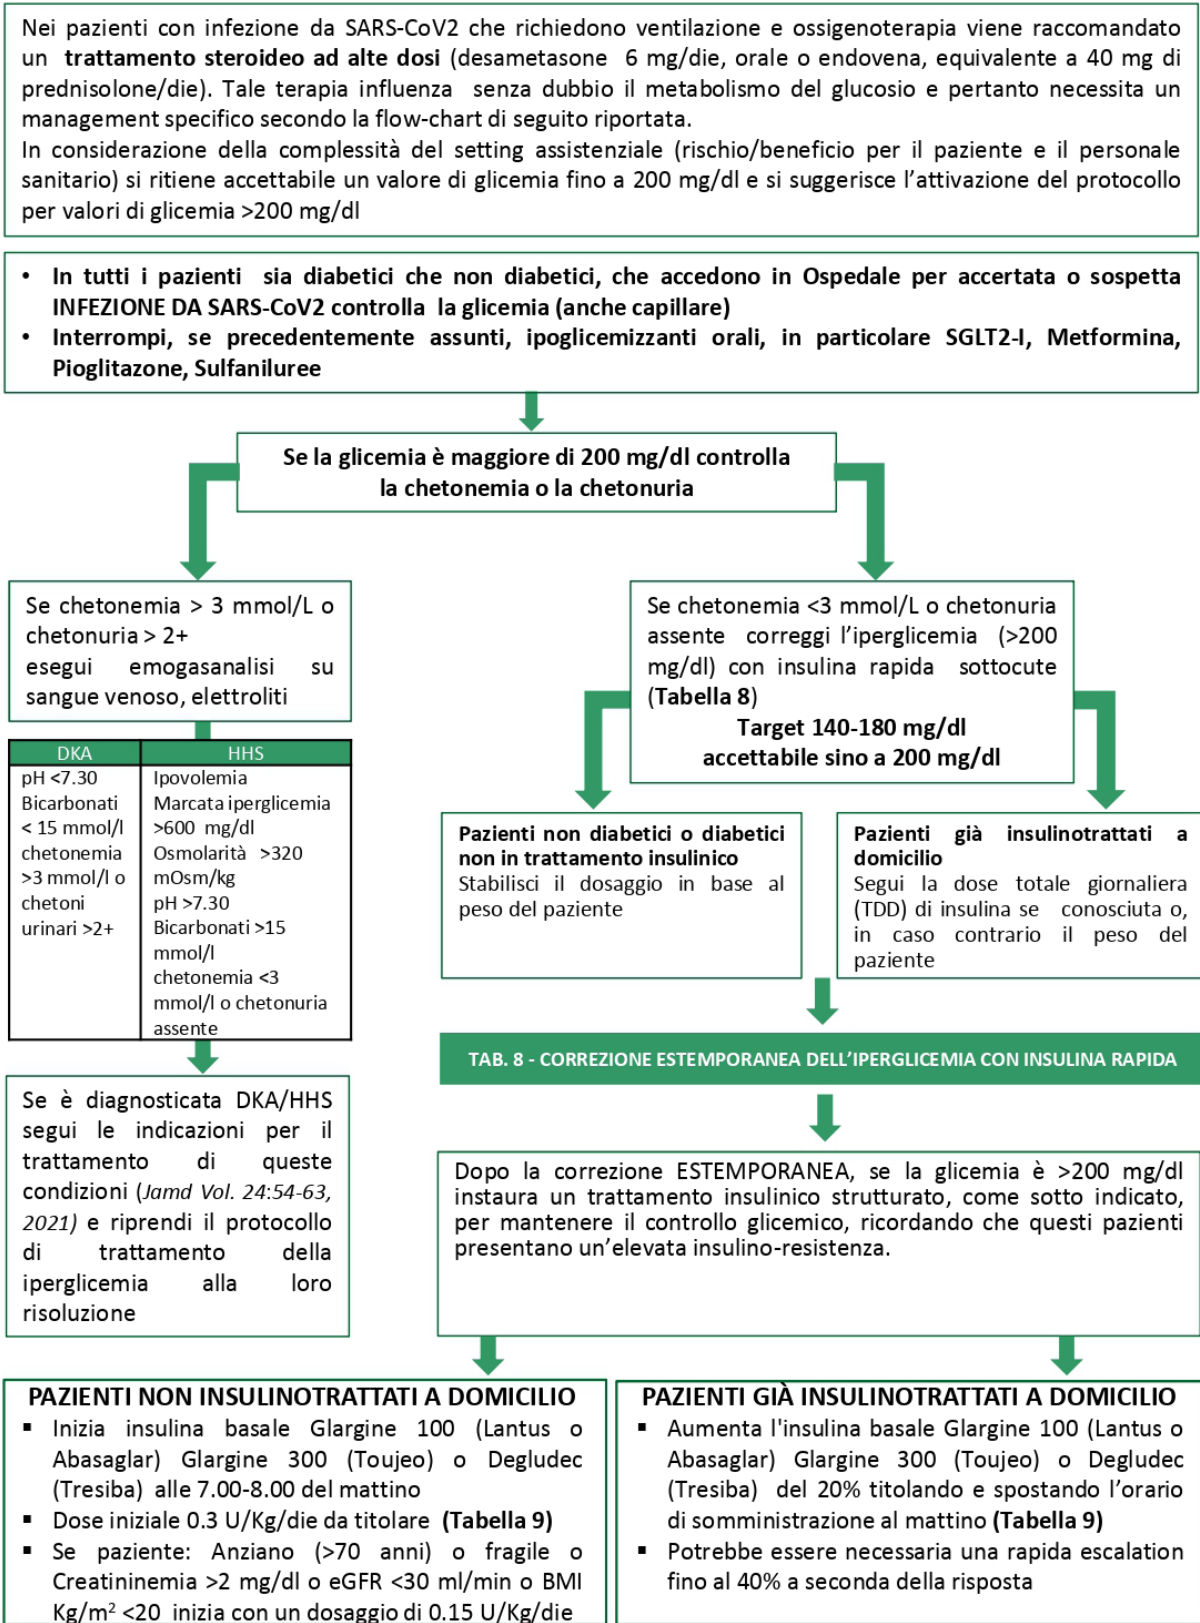 Nei pazienti con infezione da SARS-CoV2 che richiedono ventilazione e ossigenoterapia viene raccomandato
un trattamento steroideo ad alte dosi (desametasone 6 mg/die, orale o endovena, equivalente a 40 mg di
prednisolone/die). Tale terapia influenza senza dubbio il metabolismo del glucosio e pertanto necessita un
management specifico secondo la flow-chart di seguito riportata.
In considerazione della complessità del setting assistenziale (rischio/beneficio per il paziente e il personale
sanitario) si ritiene accettabile un valore di glicemia fino a 200 mg/dl e si suggerisce l'attivazione del protocollo
per valori di glicemia >200 mg/dl
• In tutti i pazienti sia diabetici che non diabetici, che accedono in Ospedale per accertata o sospetta
INFEZIONE DA SARS-CoV2 controlla la glicemia (anche capillare)
• Interrompi, se precedentemente assunti, ipoglicemizzanti orali, in particolare SGLT2-I, Metformina,
Pioglitazone, Sulfaniluree
Se la glicemia è maggiore di 200 mg/dl controlla
la chetonemia o la chetonuria
Se chetonemia > 3 mmol/L o
chetonuria > 2+
esegui emogasanalisi su
sangue venoso, elettroliti
DKA
pH <7.30
Bicarbonati
< 15 mmol/l
chetonemia
>3 mmol/l o
chetoni
urinari >2+
HHS
Ipovolemia
Marcata iperglicemia
>600 mg/dl
Osmolarità >320
mOsm/kg
pH >7.30
Bicarbonati >15
mmol/l
chetonemia <3
mmol/l o chetonuria
assente
Se è diagnosticata DKA/HHS
segui le indicazioni per il
trattamento di queste
condizioni (Jamd Vol. 24:54-63,
2021) e riprendi il protocollo
di trattamento della
iperglicemia alla loro
risoluzione
Se chetonemia <3 mmol/L o chetonuria
assente correggi l'iperglicemia (>200
mg/dl) con insulina rapida sottocute
(Tabella 8)
Target 140-180 mg/dl
accettabile sino a 200 mg/dl
Pazienti non diabetici o diabetici
non in trattamento insulinico
Stabilisci il dosaggio in base al
peso del paziente
Pazienti già insulinotrattati a
domicilio
Segui la dose totale giornaliera
(TDD) di insulina se conosciuta o,
in caso contrario il peso del
paziente
TAB. 8 - CORREZIONE ESTEMPORANEA DELL'IPERGLICEMIA CON INSULINA RAPIDA
Dopo la correzione ESTEMPORANEA, se la glicemia è >200 mg/dl
instaura un trattamento insulinico strutturato, come sotto indicato,
per mantenere il controllo glicemico, ricordando che questi pazienti
presentano un'elevata insulino-resistenza.
PAZIENTI NON INSULINOTRATTATI A DOMICILIO
▪ Inizia insulina basale Glargine 100 (Lantus o
Abasaglar) Glargine 300 (Toujeo) o Degludec
(Tresiba) alle 7.00-8.00 del mattino
▪ Dose iniziale 0.3 U/Kg/die da titolare (Tabella 9)
▪ Se paziente: Anziano (>70 anni) o fragile o
Creatininemia >2 mg/dl o eGFR <30 ml/min o BMI
Kg/m² <20 inizia con un dosaggio di 0.15 U/Kg/die
PAZIENTI GIÀ INSULINOTRATTATI A DOMICILIO
▪ Aumenta l'insulina basale Glargine 100 (Lantus o
Abasaglar) Glargine 300 (Toujeo) o Degludec
(Tresiba) del 20% titolando e spostando l'orario
di somministrazione al mattino (Tabella 9)
▪ Potrebbe essere necessaria una rapida escalation
fino al 40% a seconda della risposta